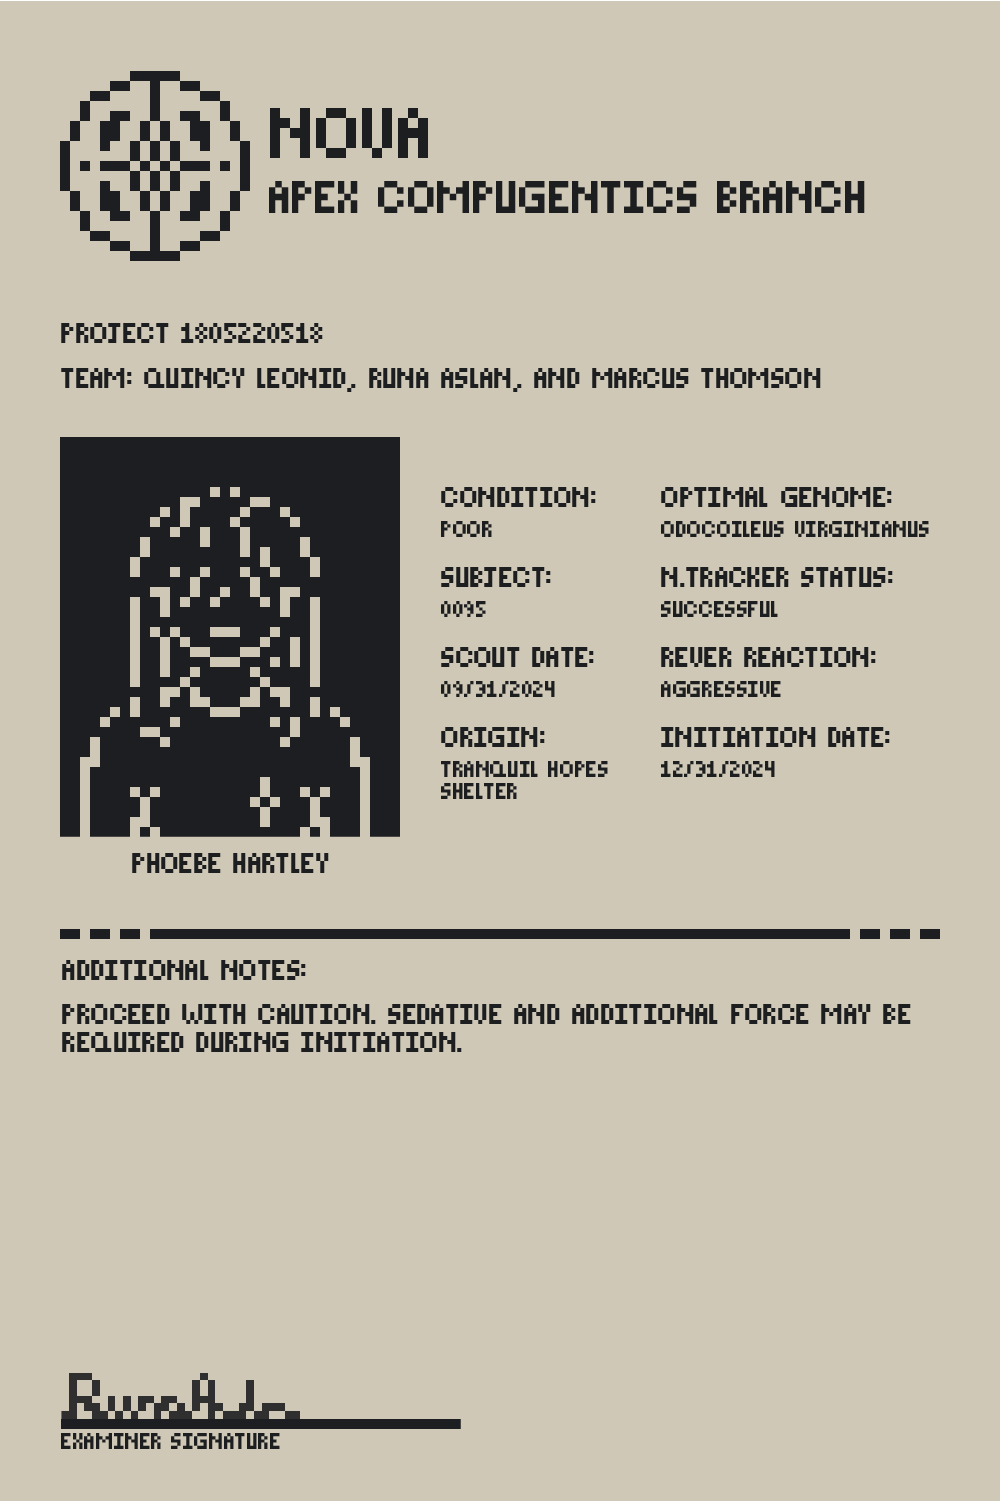 NOVA
APEX COMPUGENTICS BRANCH
PROJECT 1805220518
TEAM: QUINCY LEONID, RUNA ASLAN, AND MARCUS THOMSON
CONDITION:
POOR
OPTIMAL GENOME:
ODOCOILEUS VIRGINIANUS
SUBJECT:
0095
N.TRACKER STATUS:
SUCCESSFUL
SCOUT DATE:
09/31/2024
REVER REACTION:
AGGRESSIVE
ORIGIN:
TRANQUIL HOPES
SHELTER
INITIATION DATE:
12/31/2024
PHOEBE HARTLEY
ADDITIONAL NOTES:
PROCEED WITH CAUTION. SEDATIVE AND ADDITIONAL FORCE MAY BE
REQUIRED DURING INITIATION.
EXAMINER SIGNATURE